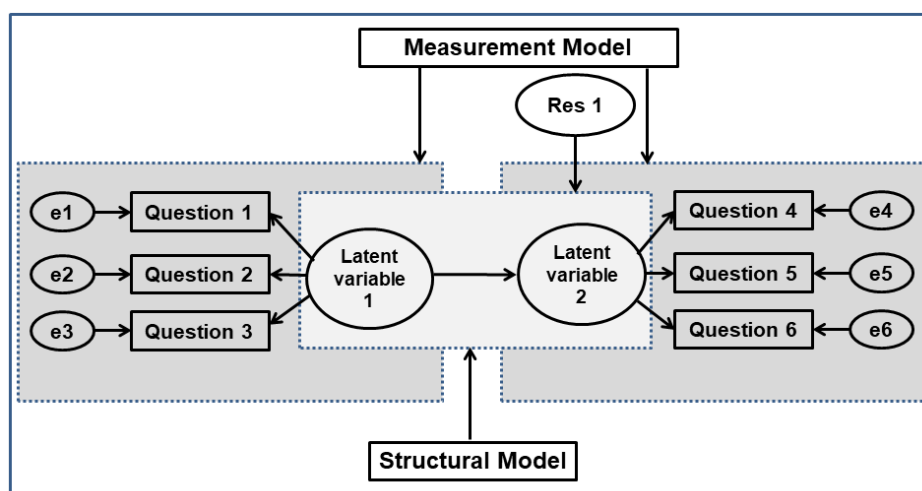 Measurement Model
Res 1
e1
Question 1
e2
Question 2
e3
Question 3
Latent
variable
1
Latent
variable
2
Question 4
e4
Question 5
e5
Question 6
e6
Structural Model